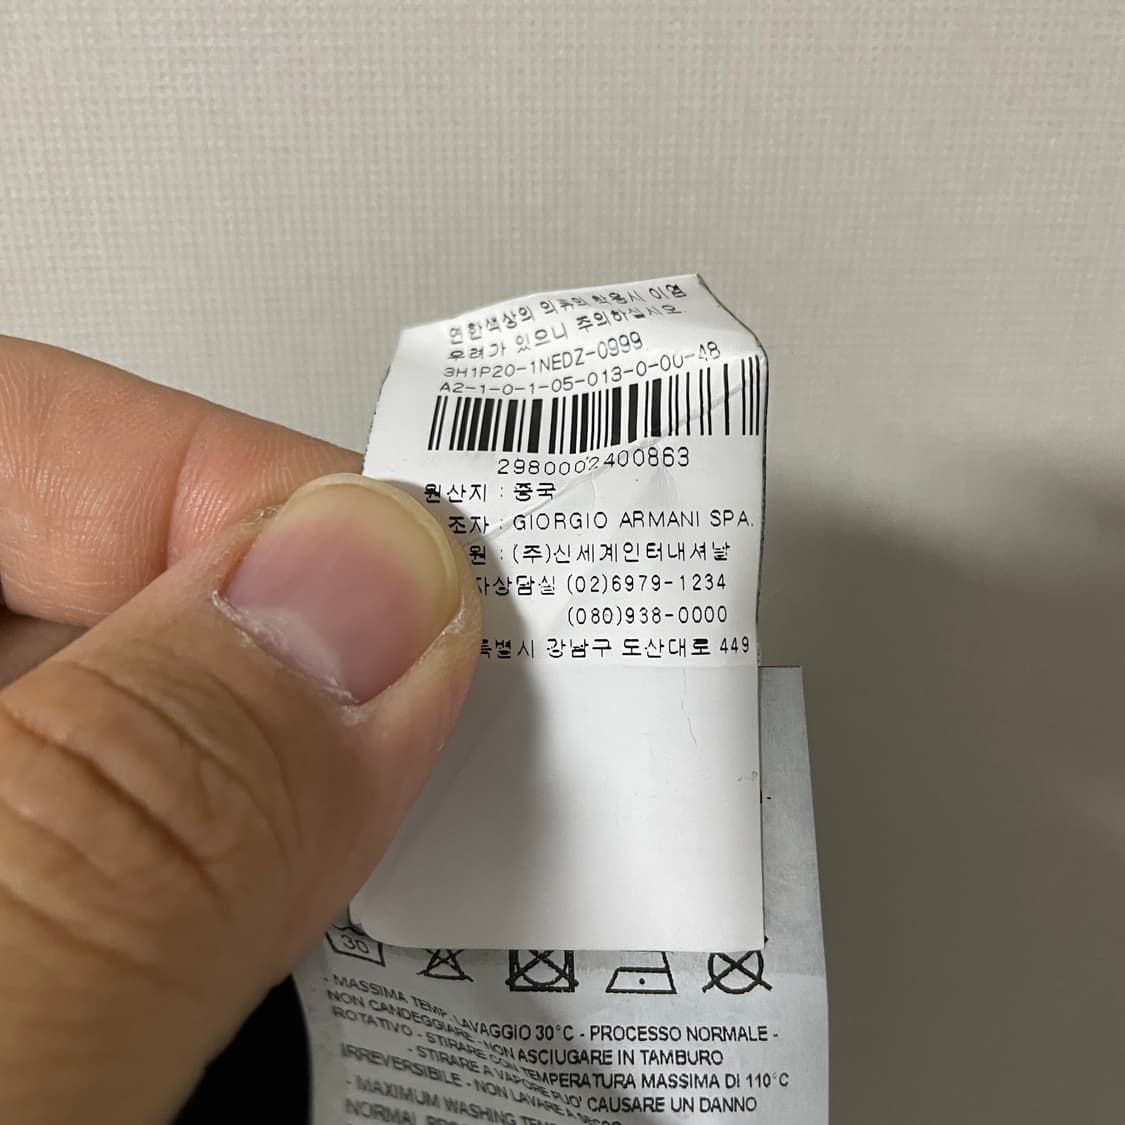 연한색상의 의류와 착용시 이염
우려가 있으니 주의하십시오.
3H1P20-1NEDZ-0999
A2-1-0-1-05-013-0-00-48
2980002400863
원산지 : 중국
조자 : GIORGIO ARMANI SPA.
원 : (주)신세계인터내셔날
자상담실 (02)6979-1234
(080)938-0000
특별시 강남구 도산대로 449
30
- MASSIMA TEMP. LAVAGGIO 30°C - PROCESSO NORMALE -
NON CANDEGGIARE - NON ASCIUGARE IN TAMBURO
ROTATIVO - STIRARE CON TEMPERATURA MASSIMA DI 110°C
- STIRARE A VAPORE PUO' CAUSARE UN DANNO
IRREVERSIBILE - NON LAVARE A SECCO
- MAXIMUM WASHING TEMP
NORMAL